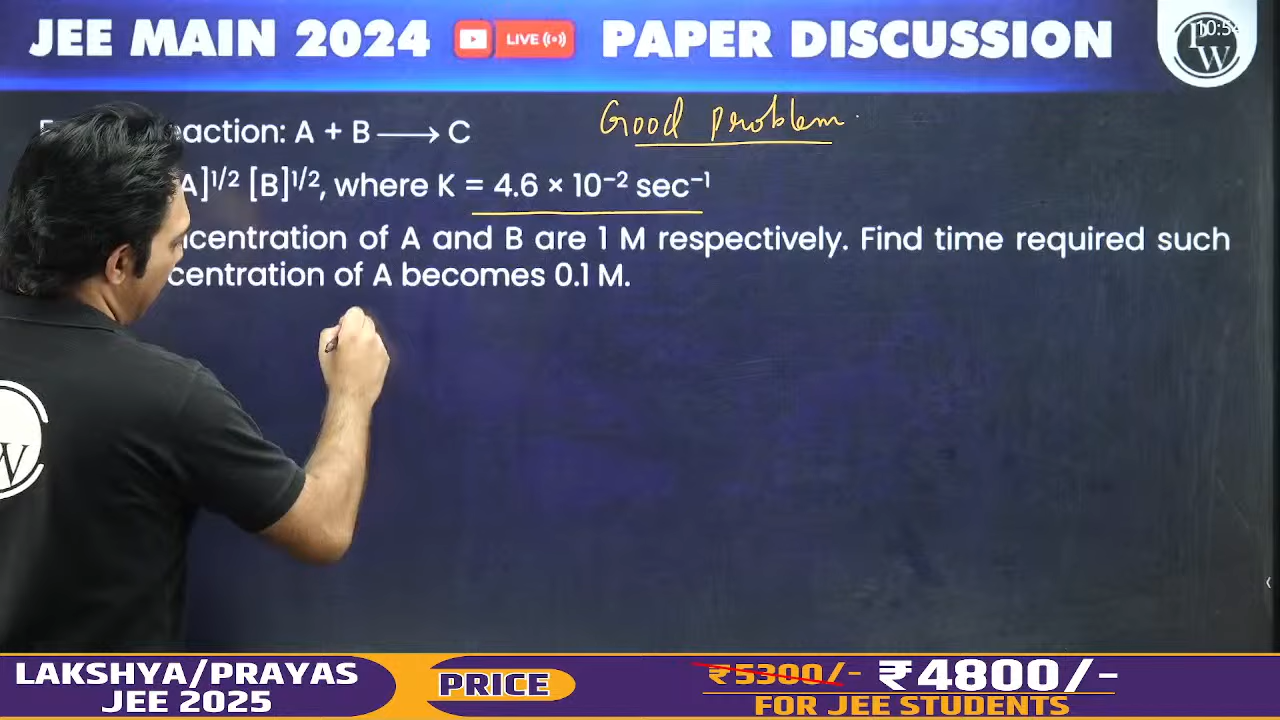 JEE MAIN 2024 LIVE PAPER DISCUSSION
10:5
PW
eaction: A + B ⟶ C
Good problem
A]¹/² [B]¹/², where K = 4.6 × 10⁻² sec⁻¹
centration of A and B are 1 M respectively. Find time required such
centration of A becomes 0.1 M.
W
LAKSHYA/PRAYAS
JEE 2025
PRICE
₹5300/- ₹4800/-
FOR JEE STUDENTS